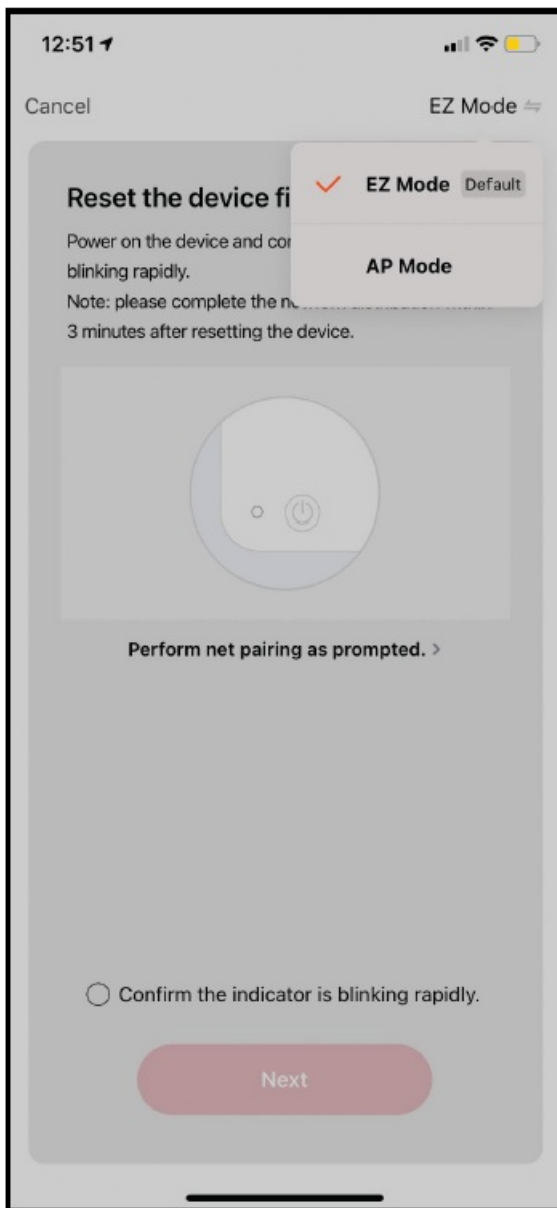 12:51
Cancel
EZ Mode
EZ Mode Default
AP Mode
Reset the device fi
Power on the device and cor
blinking rapidly.
Note: please complete the
3 minutes after resetting the device.
Perform net pairing as prompted. >
Confirm the indicator is blinking rapidly.
Next